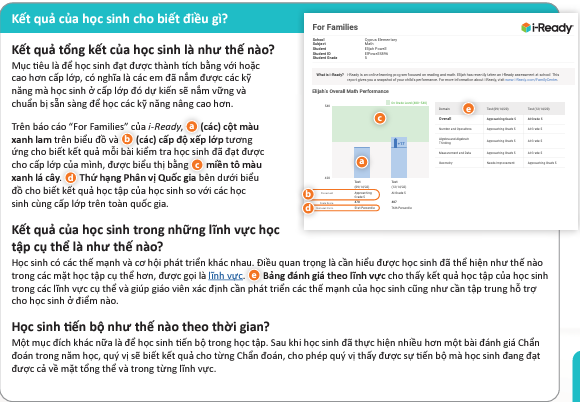 Kết quả của học sinh cho biết điều gì?
Kết quả tổng kết của học sinh là như thế nào?
Mục tiêu là để học sinh đạt được thành tích bằng với hoặc
cao hơn cấp lớp, có nghĩa là các em đã nắm được các kỹ
năng mà học sinh ở cấp lớp đó dự kiến sẽ nắm vững và
chuẩn bị sẵn sàng để học các kỹ năng nâng cao hơn.
Trên báo cáo "For Families" của i-Ready, a (các) cột màu
xanh lam trên biểu đồ và b (các) cấp độ xếp lớp tương
ứng cho biết kết quả mỗi bài kiểm tra học sinh đã đạt được
cho cấp lớp của mình, được biểu thị bằng c miền tô màu
xanh lá cây. d Thứ hạng Phân vị Quốc gia bên dưới biểu
đồ cho biết kết quả học tập của học sinh so với các học
sinh cùng cấp lớp trên toàn quốc gia.
For Families
i-Ready
School Cypress Elementary
Subject Math
Student Elijah Powell
Student ID
Student Grade 5
What is i-Ready?
Elijah's Overall Math Performance
c
a
+17
b
d
e
Overall
Number and Operations
Geometry
Kết quả của học sinh trong những lĩnh vực học
tập cụ thể là như thế nào?
Học sinh có các thế mạnh và cơ hội phát triển khác nhau. Điều quan trọng là cần hiểu được học sinh đã thể hiện như thế nào
trong các mặt học tập cụ thể hơn, được gọi là lĩnh vực. e Bảng đánh giá theo lĩnh vực cho thấy kết quả học tập của học sinh
trong các lĩnh vực cụ thể và giúp giáo viên xác định cần phát triển các thế mạnh của học sinh cũng như cần tập trung hỗ trợ
cho học sinh ở điểm nào.
Học sinh tiến bộ như thế nào theo thời gian?
Một mục đích khác nữa là để học sinh tiến bộ trong học tập. Sau khi học sinh đã thực hiện nhiều hơn một bài đánh giá Chẩn
đoán trong năm học, quý vị sẽ biết kết quả cho từng Chẩn đoán, cho phép quý vị thấy được sự tiến bộ mà học sinh đang đạt
được cả về mặt tổng thể và trong từng lĩnh vực.